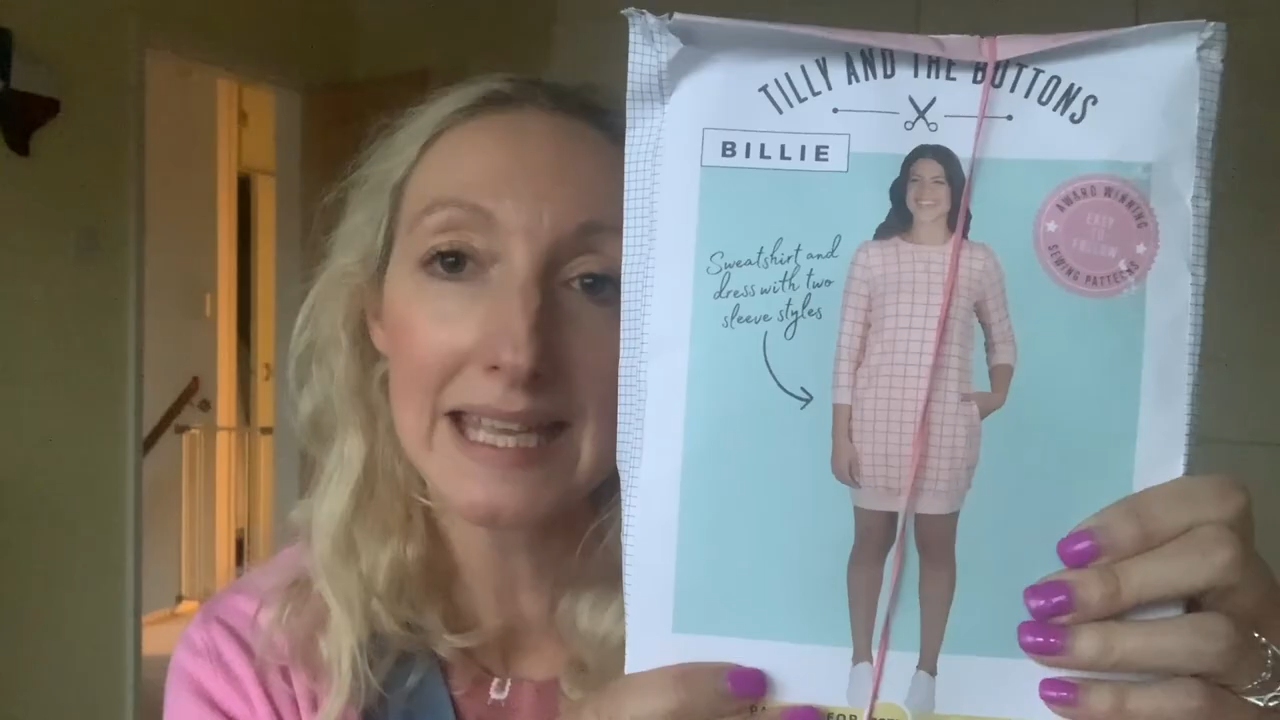 TILLY AND THE BUTTONS
BILLIE
Sweatshirt and
dress with two
sleeve styles
AWARD WINNING
EASY
TO
FOLLOW
SEWING PATTERNS
FOR